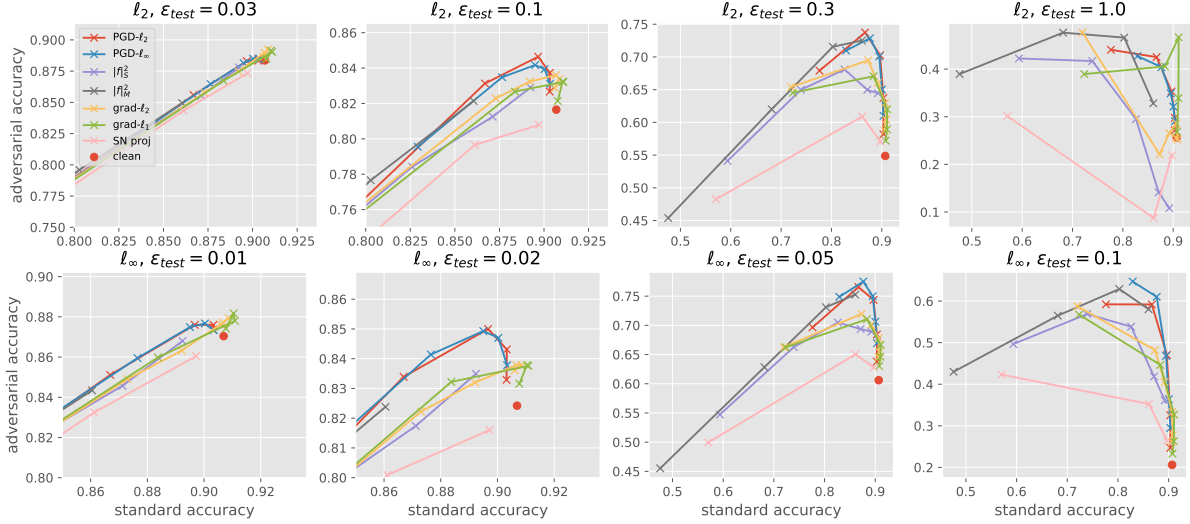 ℓ₂, ε_test = 0.03
ℓ₂, ε_test = 0.1
ℓ₂, ε_test = 0.3
ℓ₂, ε_test = 1.0
adversarial accuracy
0.900
0.875
0.850
0.825
0.800
0.775
0.750
PGD-ℓ₂
PGD-ℓ∞
|f|²_S
|f|²_M
grad-ℓ₂
grad-ℓ₁
SN proj
clean
0.800 0.825 0.850 0.875 0.900 0.925
0.86
0.84
0.82
0.80
0.78
0.76
0.800 0.825 0.850 0.875 0.900 0.925
0.75
0.70
0.65
0.60
0.55
0.50
0.45
0.5 0.6 0.7 0.8 0.9
0.4
0.3
0.2
0.1
0.5 0.6 0.7 0.8 0.9
ℓ∞, ε_test = 0.01
ℓ∞, ε_test = 0.02
ℓ∞, ε_test = 0.05
ℓ∞, ε_test = 0.1
adversarial accuracy
0.90
0.88
0.86
0.84
0.82
0.80
0.86 0.88 0.90 0.92
standard accuracy
0.86
0.85
0.84
0.83
0.82
0.81
0.80
0.86 0.88 0.90 0.92
standard accuracy
0.75
0.70
0.65
0.60
0.55
0.50
0.45
0.5 0.6 0.7 0.8 0.9
standard accuracy
0.6
0.5
0.4
0.3
0.2
0.5 0.6 0.7 0.8 0.9
standard accuracy